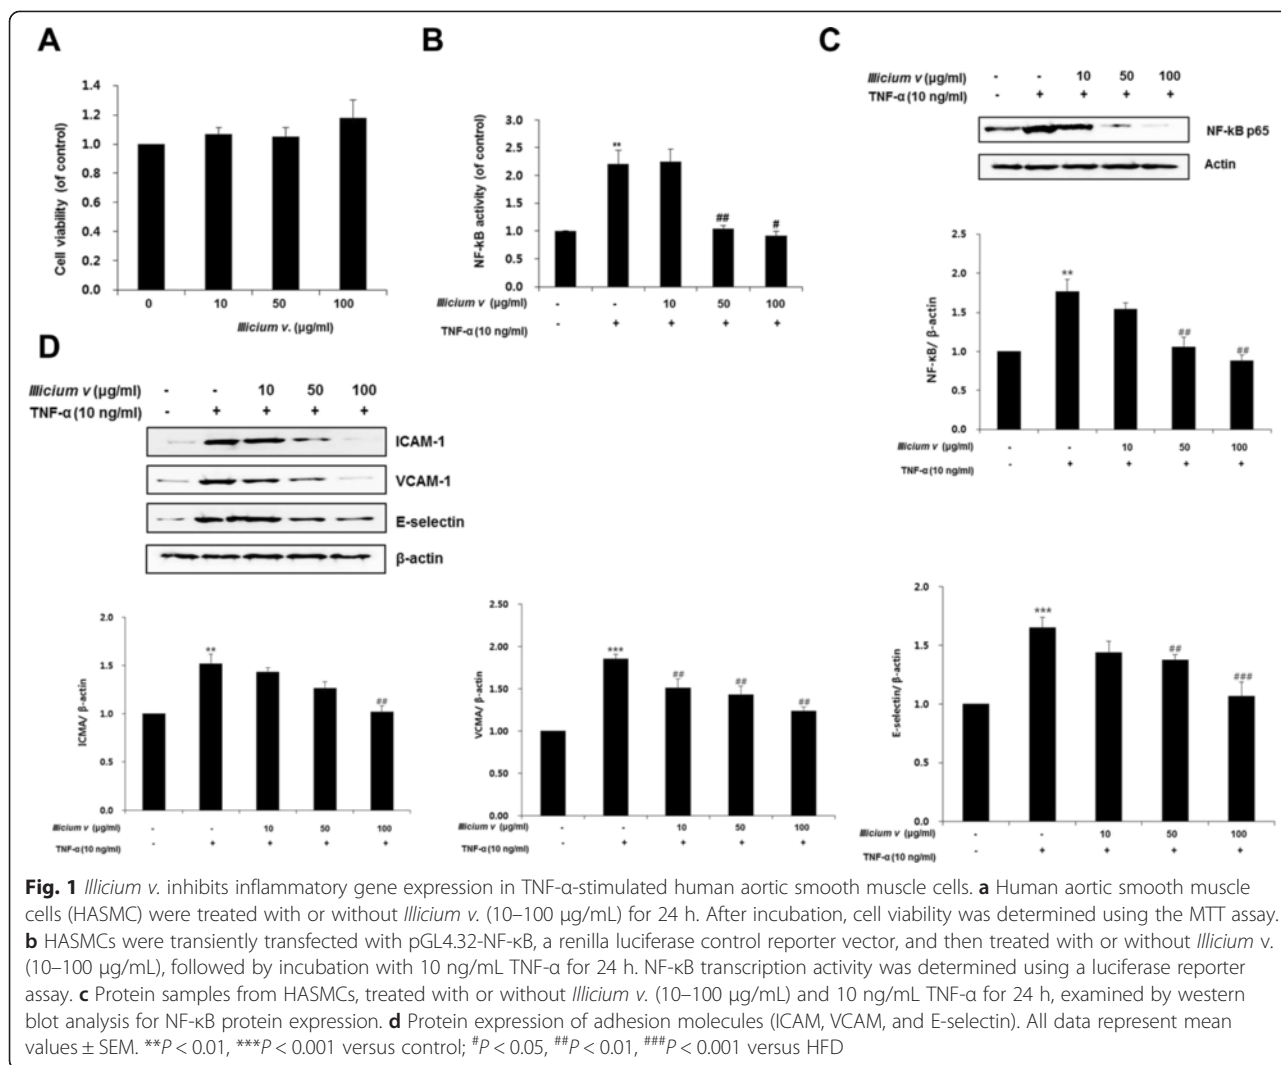 A
Cell viability (of control)
1.4
1.2
1.0
0.8
0.6
0.4
0.2
0.0
0 10 50 100
Illicium v. (μg/ml)
B
NF-kB activity (of control)
3.0
2.5
2.0
1.5
1.0
0.5
0.0
**
##
#
Illicium v (μg/ml) - - 10 50 100
TNF-α (10 ng/ml) - + + + +
C
Illicium v (μg/ml) - - 10 50 100
TNF-α (10 ng/ml) - + + + +
NF-kB p65
Actin
NF-κB/ β-actin
2.5
2.0
1.5
1.0
0.5
0.0
**
##
##
Illicium v (μg/ml) - - 10 50 100
TNF-α (10 ng/ml) - + + + +
D
Illicium v (μg/ml) - - 10 50 100
TNF-α (10 ng/ml) - + + + +
ICAM-1
VCAM-1
E-selectin
β-actin
ICMA/ β-actin
2.0
1.5
1.0
0.5
0.0
**
##
Illicium v (μg/ml) - - 10 50 100
TNF-α (10 ng/ml) - + + + +
VCMA/ β-actin
2.50
2.00
1.50
1.00
0.50
0.00
***
##
##
##
Illicium v (μg/ml) - - 10 50 100
TNF-α (10 ng/ml) - + + + +
E-selectin/ β-actin
2.0
1.5
1.0
0.5
0.0
***
##
###
Illicium v (μg/ml) - - 10 50 100
TNF-α (10 ng/ml) - + + + +
Fig. 1 Illicium v. inhibits inflammatory gene expression in TNF-α-stimulated human aortic smooth muscle cells. a Human aortic smooth muscle
cells (HASMC) were treated with or without Illicium v. (10–100 μg/mL) for 24 h. After incubation, cell viability was determined using the MTT assay.
b HASMCs were transiently transfected with pGL4.32-NF-κB, a renilla luciferase control reporter vector, and then treated with or without Illicium v.
(10–100 μg/mL), followed by incubation with 10 ng/mL TNF-α for 24 h. NF-κB transcription activity was determined using a luciferase reporter
assay. c Protein samples from HASMCs, treated with or without Illicium v. (10–100 μg/mL) and 10 ng/mL TNF-α for 24 h, examined by western
blot analysis for NF-κB protein expression. d Protein expression of adhesion molecules (ICAM, VCAM, and E-selectin). All data represent mean
values ± SEM. **P < 0.01, ***P < 0.001 versus control; #P < 0.05, ##P < 0.01, ###P < 0.001 versus HFD